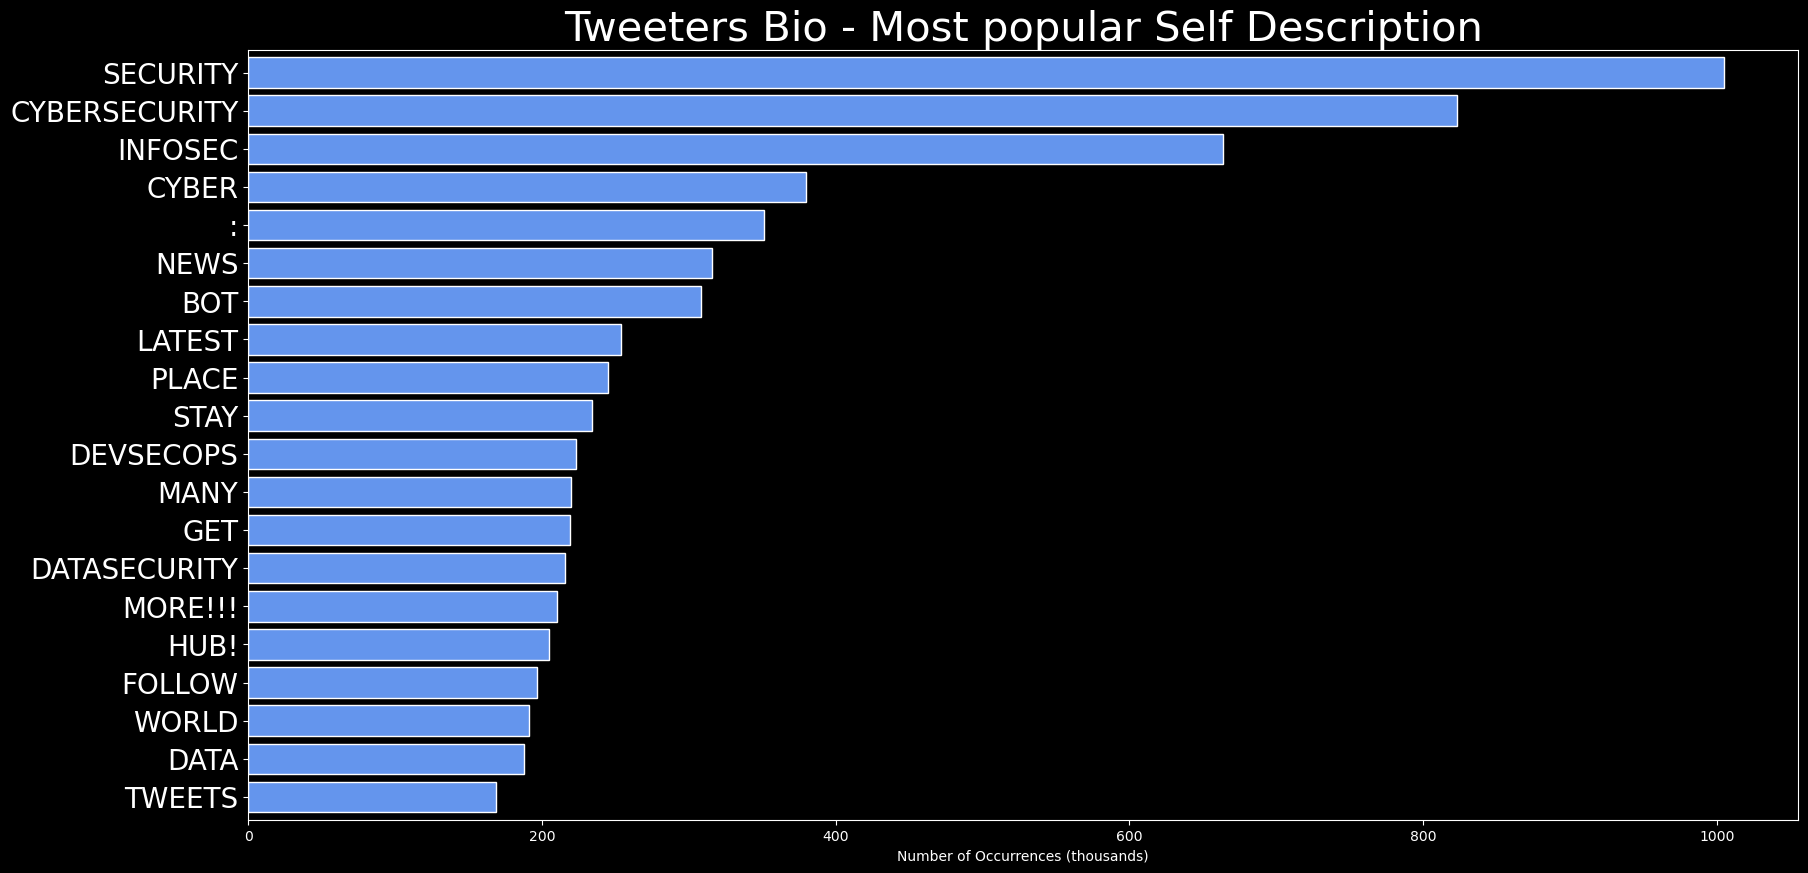 Tweeters Bio - Most popular Self Description
SECURITY
CYBERSECURITY
INFOSEC
CYBER
:
NEWS
BOT
LATEST
PLACE
STAY
DEVSECOPS
MANY
GET
DATASECURITY
MORE!!!
HUB!
FOLLOW
WORLD
DATA
TWEETS
0 200 400 600 800 1000
Number of Occurrences (thousands)